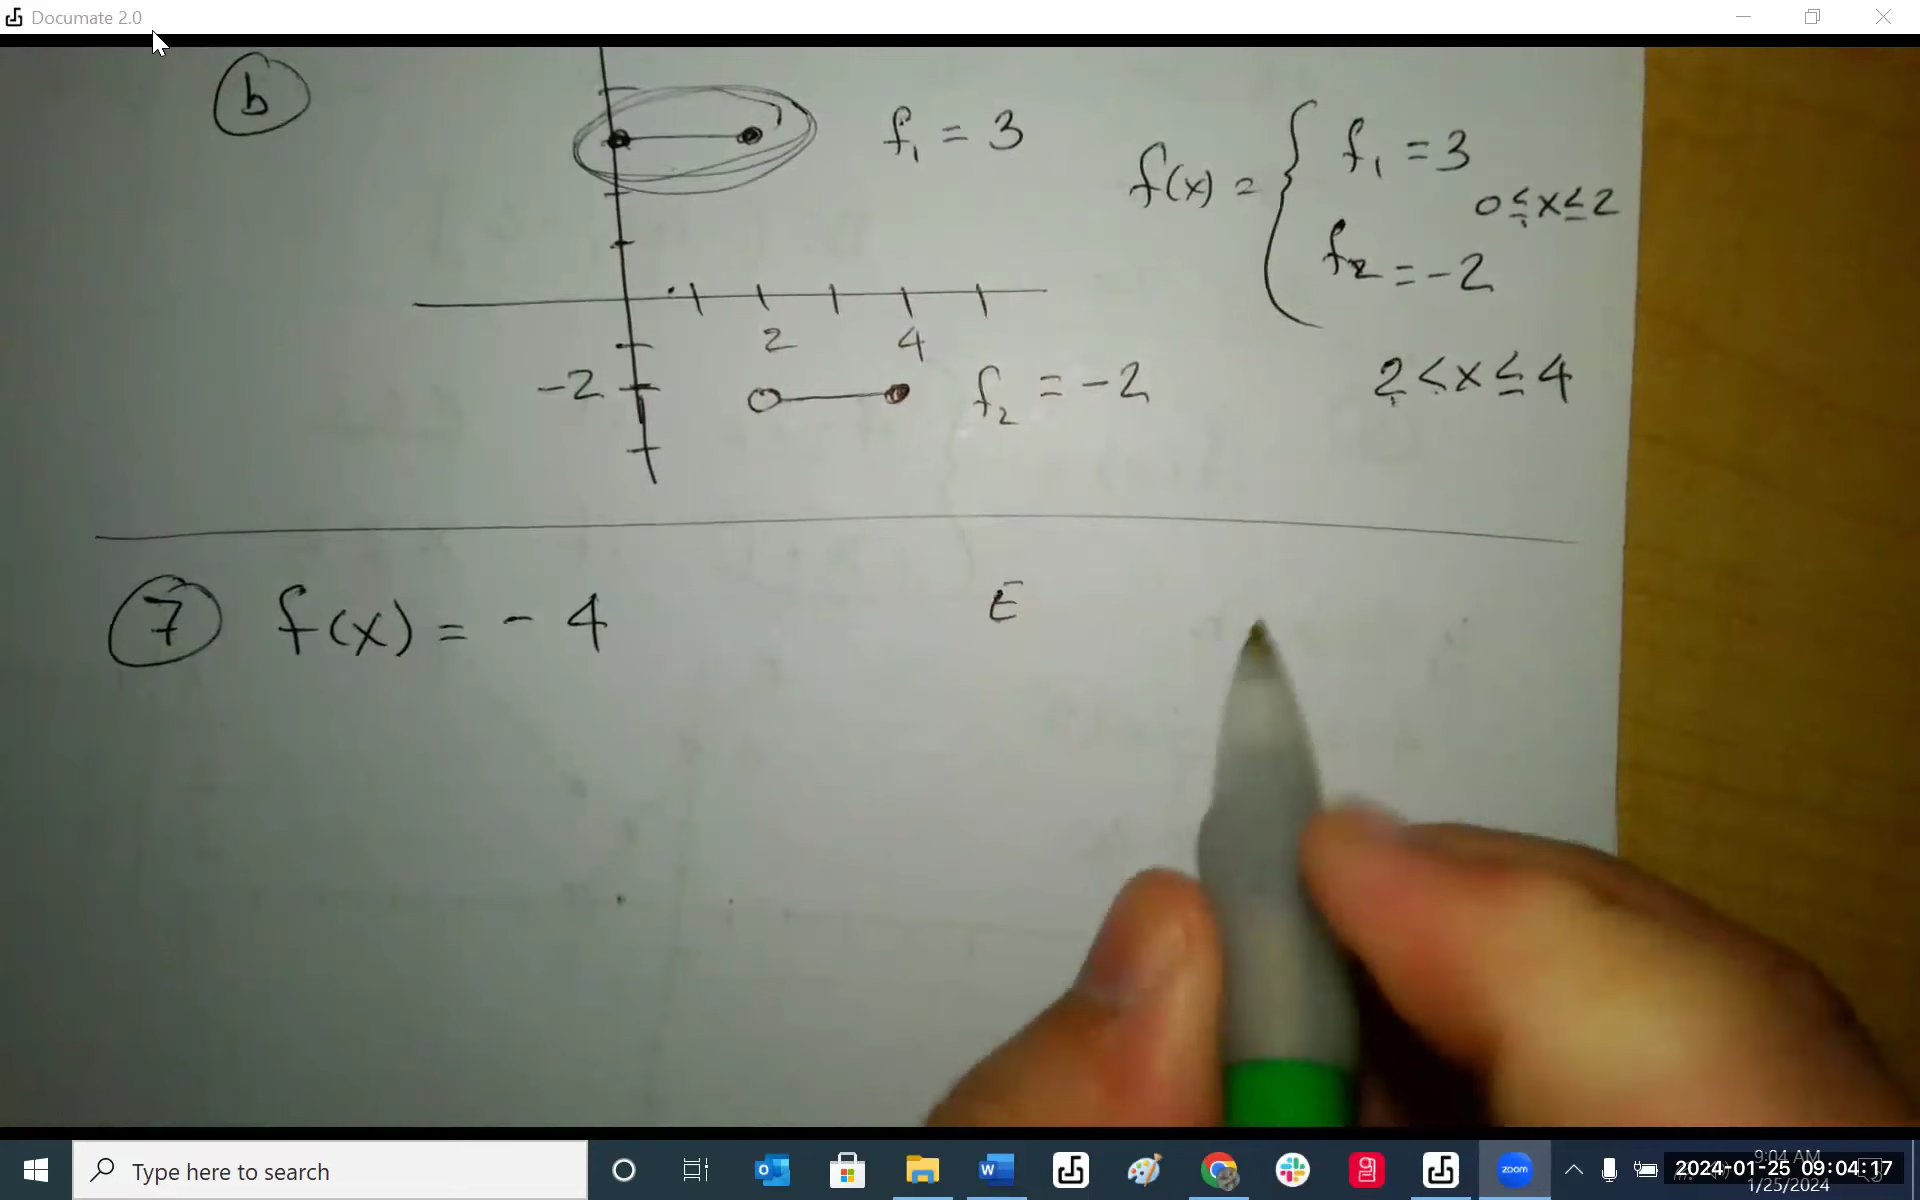 Documate 2.0
b
f₁ = 3
f(x) = { f₁ = 3
0 ≤ x ≤ 2
f₂ = -2
2 < x ≤ 4
2 4
-2
f₂ = -2
7 f(x) = - 4
E
Type here to search
zoom
9:04 AM
2024-01-25 09:04:17
1/25/2024